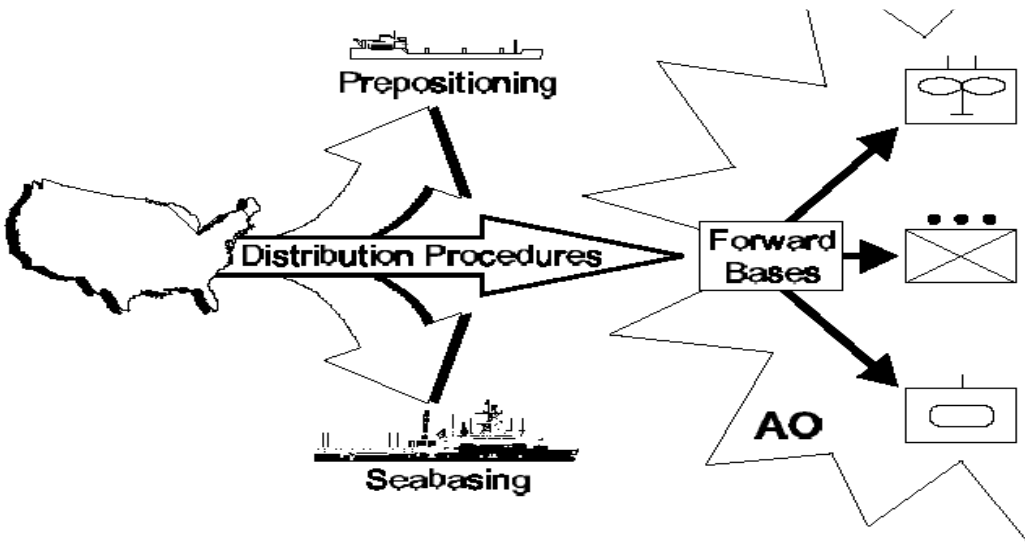 Prepositioning
Distribution Procedures
Forward
Bases
AO
Seabasing